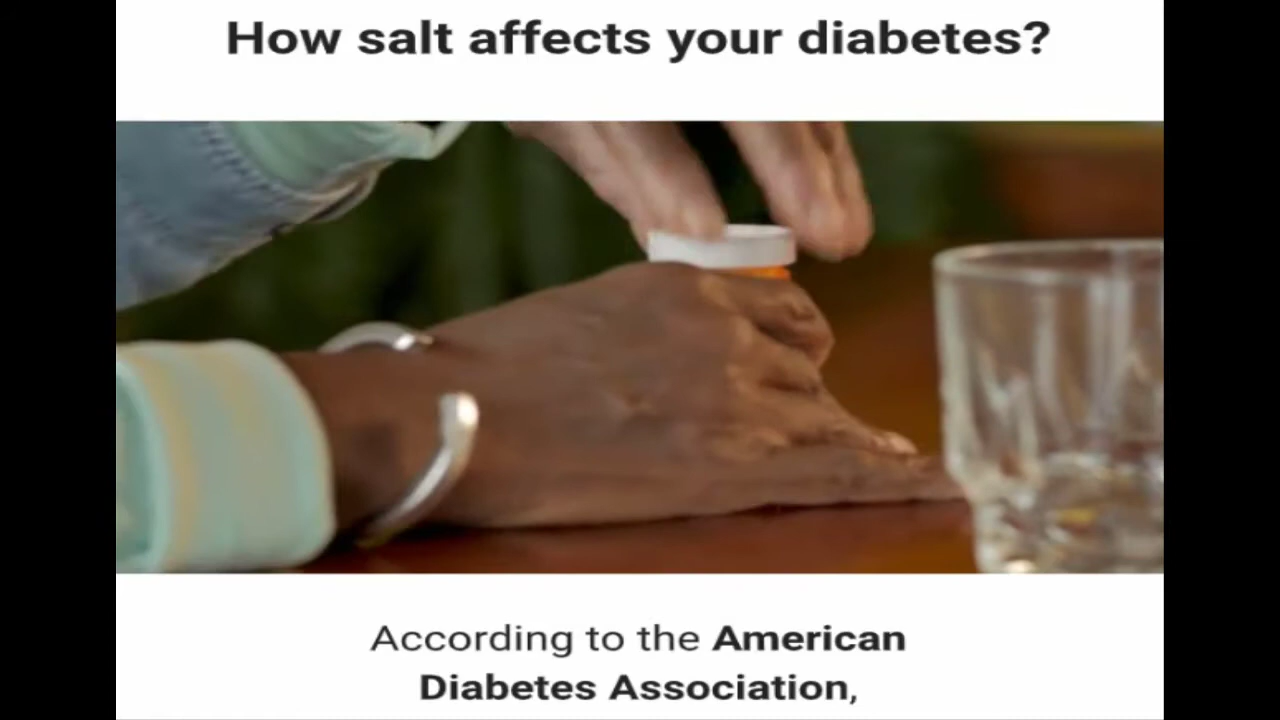 How salt affects your diabetes?
According to the American
Diabetes Association,